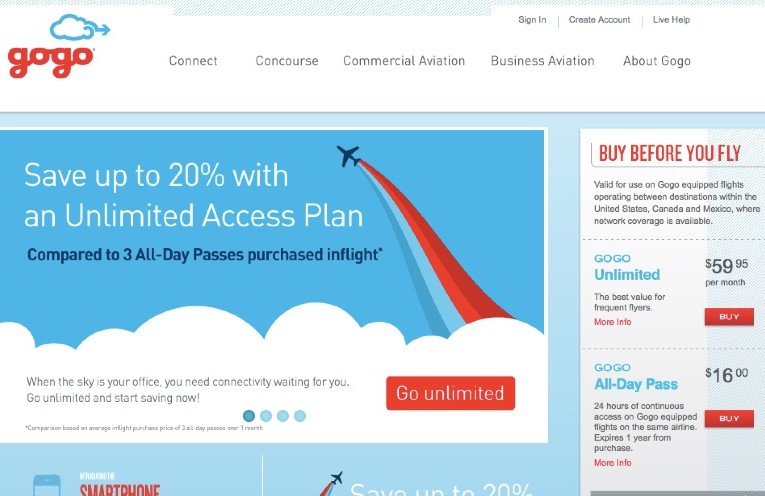 Sign In
Create Account
Live Help
gogo
Connect
Concourse
Commercial Aviation
Business Aviation
About Gogo
Save up to 20% with
an Unlimited Access Plan
Compared to 3 All-Day Passes purchased inflight*
When the sky is your office, you need connectivity waiting for you.
Go unlimited and start saving now!
Go unlimited
*Comparison based on average inflight purchase price of 3 all-day passes over 1 month
BUY BEFORE YOU FLY
Valid for use on Gogo equipped flights
operating between destinations within the
United States, Canada and Mexico, where
network coverage is available.
GOGO
Unlimited
$59 95
per month
The best value for
frequent flyers.
More Info
BUY
GOGO
All-Day Pass
$16 00
24 hours of continuous
access on Gogo equipped
flights on the same airline.
Expires 1 year from
purchase.
More Info
BUY
INTRODUCING THE
SMARTPHONE
Save up to 20%